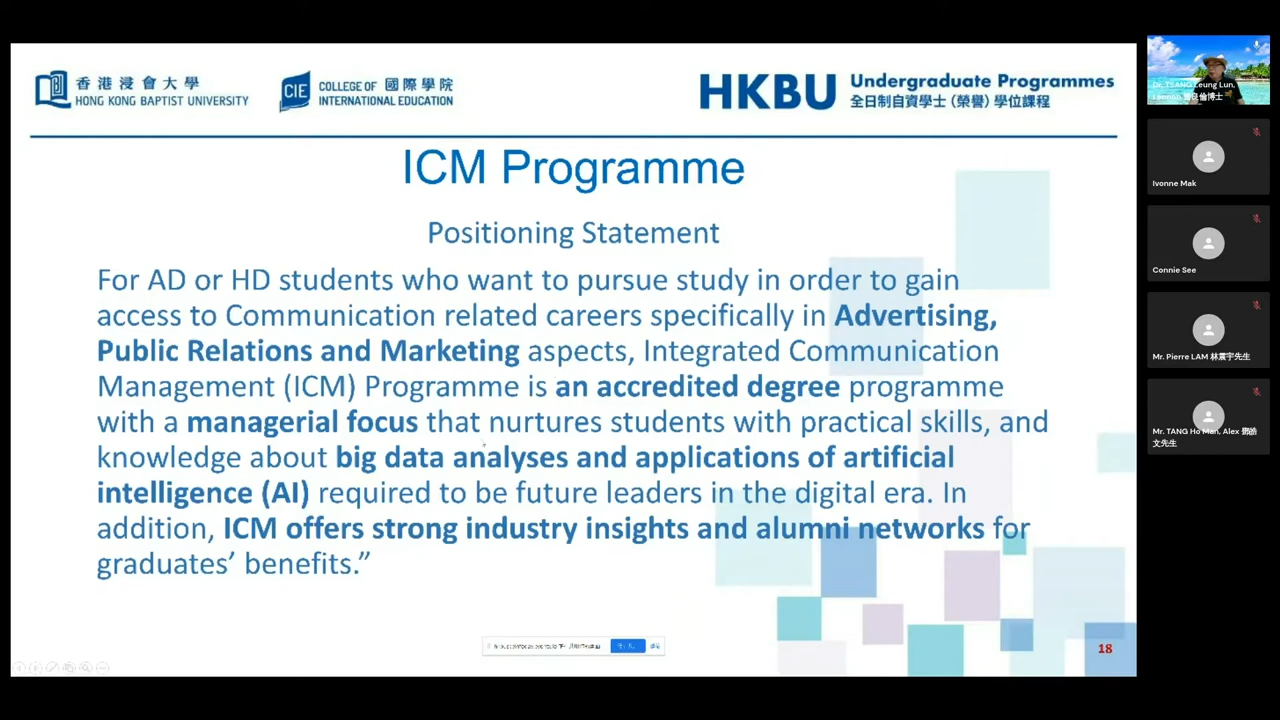 香港浸會大學
HONG KONG BAPTIST UNIVERSITY
CIE
COLLEGE OF 國際學院
INTERNATIONAL EDUCATION
HKBU
Undergraduate Programmes
全日制自資學士(榮譽)學位課程
ICM Programme
Positioning Statement
For AD or HD students who want to pursue study in order to gain
access to Communication related careers specifically in Advertising,
Public Relations and Marketing aspects, Integrated Communication
Management (ICM) Programme is an accredited degree programme
with a managerial focus that nurtures students with practical skills, and
knowledge about big data analyses and applications of artificial
intelligence (AI) required to be future leaders in the digital era. In
addition, ICM offers strong industry insights and alumni networks for
graduates’ benefits.”
18
Dr. TSANG Leung Lun,
Ivonne Mak
Connie See
Mr. Pierre LAM 林震宇先生
Mr. TANG Ho Man, Alex 鄧皓
文先生